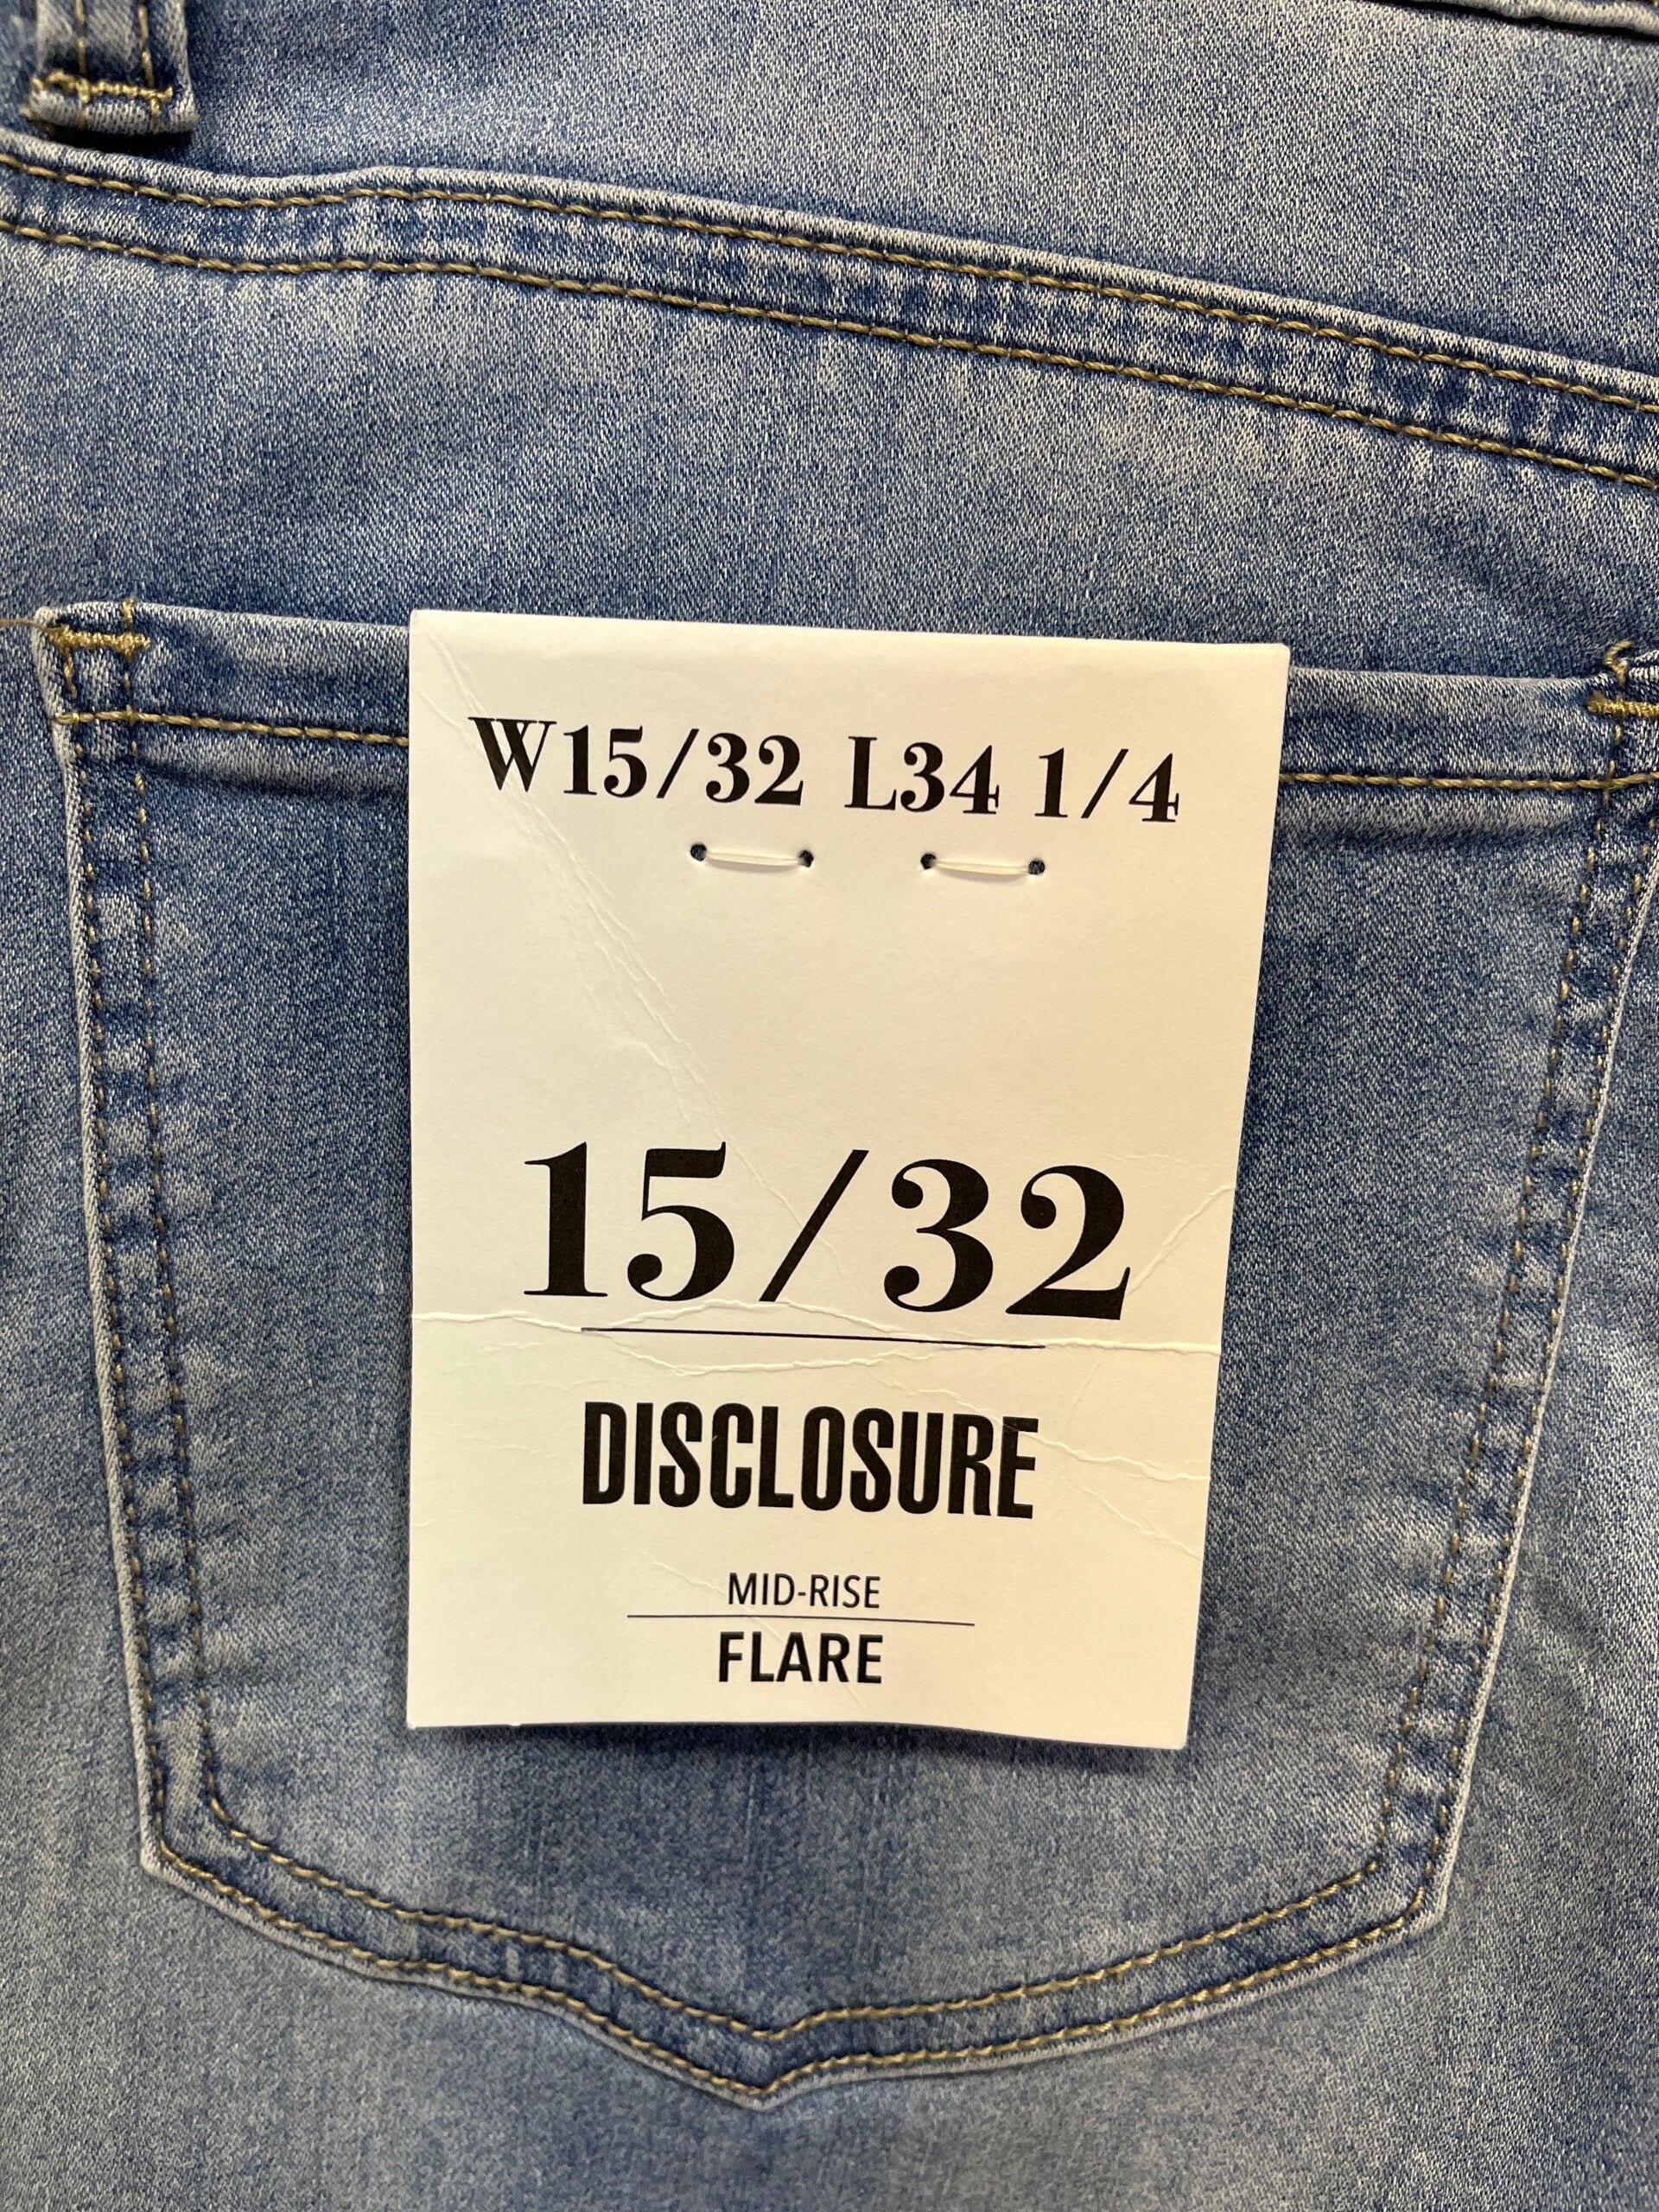 W15/32 L34 1/4
15/32
DISCLOSURE
MID-RISE
FLARE